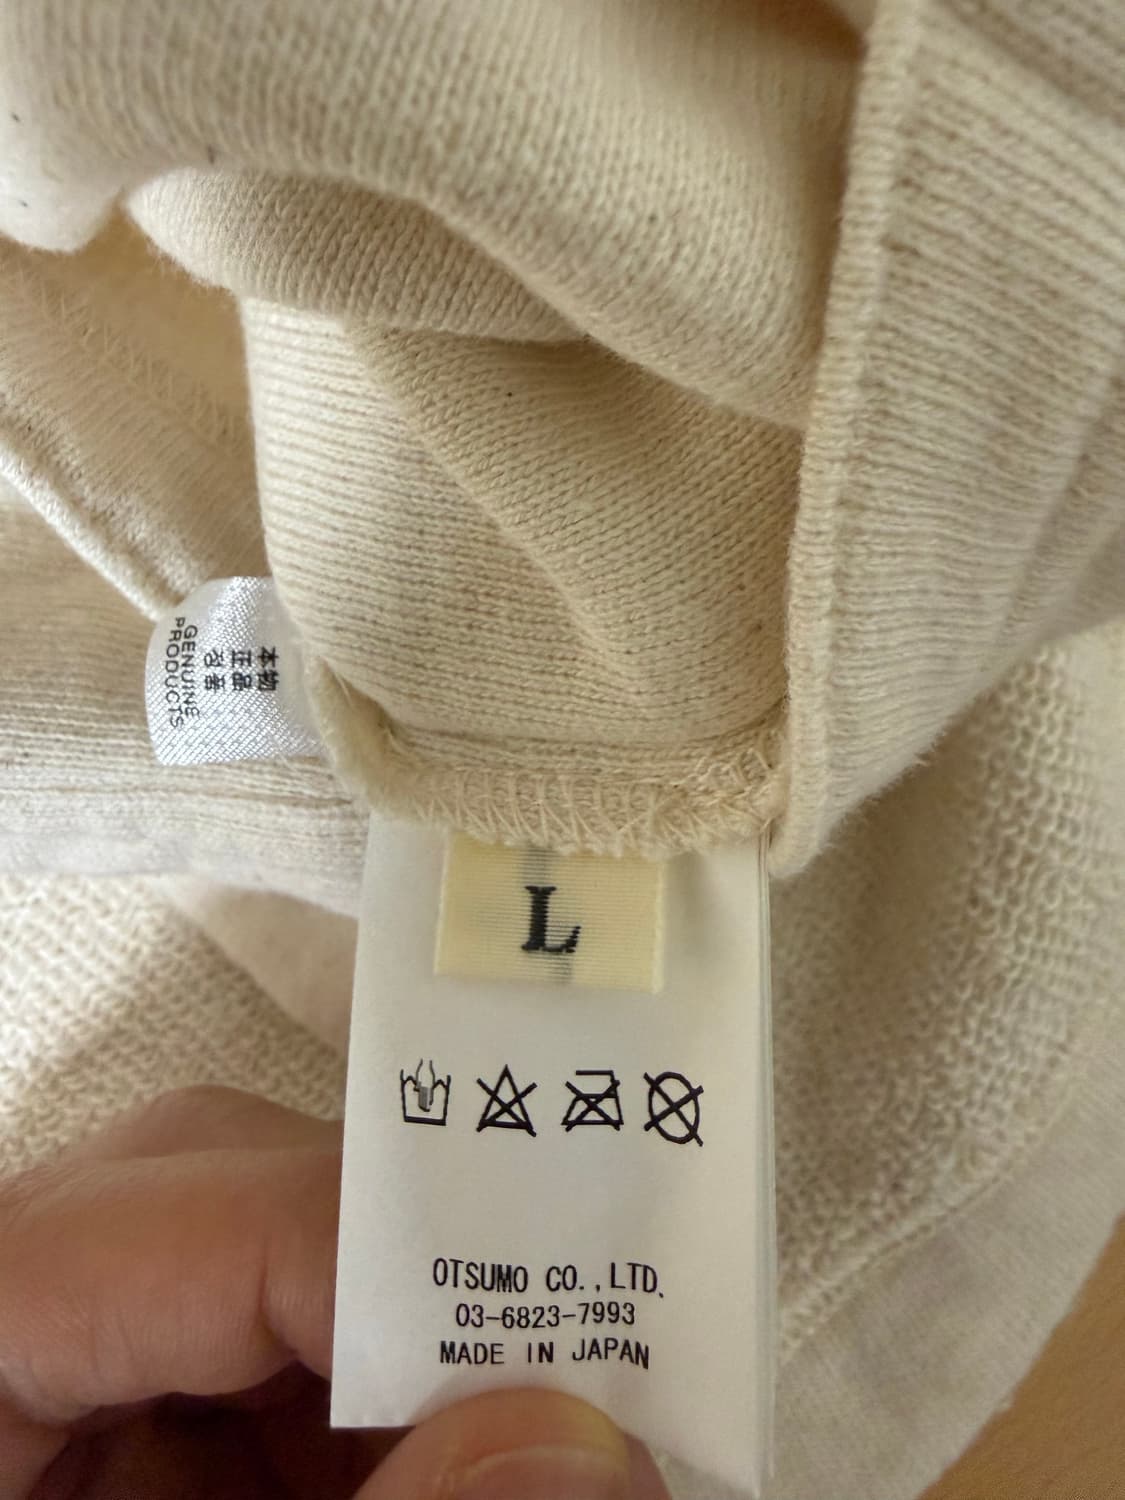 本物
正品
정품
GENUINE
PRODUCTS
L
OTSUMO CO.,LTD.
03-6823-7993
MADE IN JAPAN